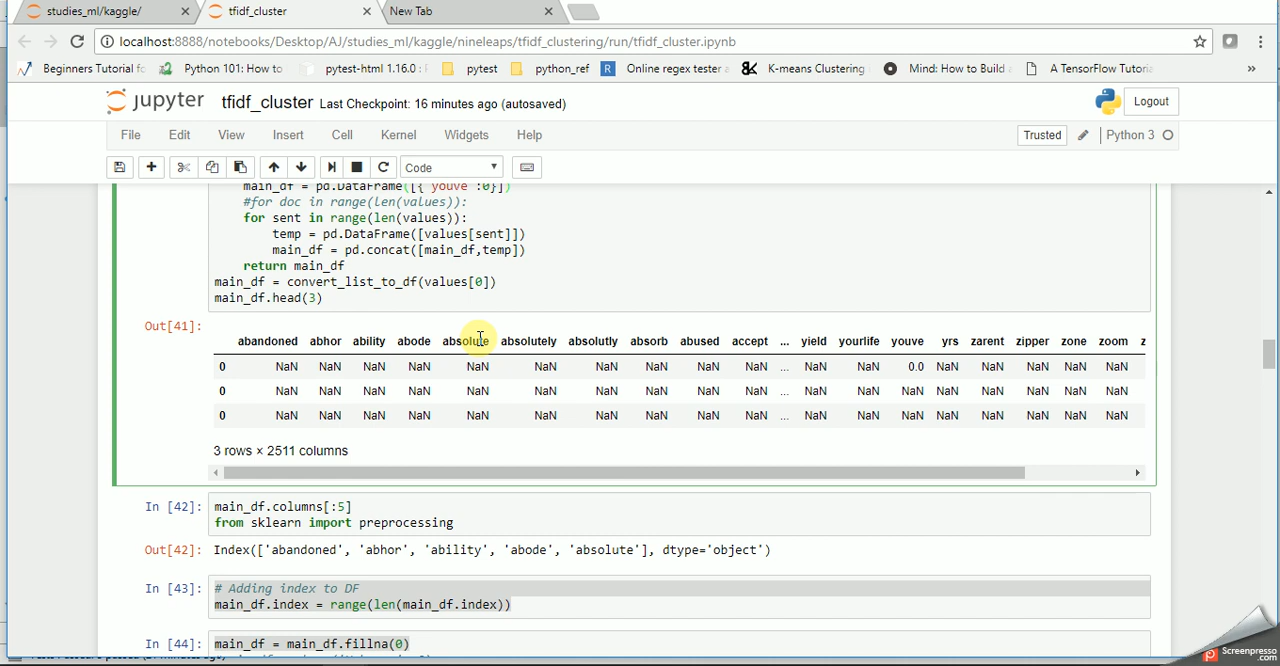 studies_ml/kaggle/ × tfidf_cluster × New Tab ×
localhost:8888/notebooks/Desktop/AJ/studies_ml/kaggle/nineleaps/tfidf_clustering/run/tfidf_cluster.ipynb
Beginners Tutorial fo Python 101: How to pytest-html 1.16.0 : pytest python_ref R Online regex tester a K-means Clustering Mind: How to Build a A TensorFlow Tutoria »
jupyter tfidf_cluster Last Checkpoint: 16 minutes ago (autosaved) Logout
File Edit View Insert Cell Kernel Widgets Help Trusted Python 3
Code
main_df = pd.DataFrame([{'youve':0}])
#for doc in range(len(values)):
for sent in range(len(values)):
temp = pd.DataFrame([values[sent]])
main_df = pd.concat([main_df,temp])
return main_df
main_df = convert_list_to_df(values[0])
main_df.head(3)
Out[41]:
abandoned abhor ability abode absolute absolutely absolutly absorb abused accept ... yield yourlife youve yrs zarent zipper zone zoom z
0 NaN NaN NaN NaN NaN NaN NaN NaN NaN NaN ... NaN NaN 0.0 NaN NaN NaN NaN NaN
0 NaN NaN NaN NaN NaN NaN NaN NaN NaN NaN ... NaN NaN NaN NaN NaN NaN NaN NaN
0 NaN NaN NaN NaN NaN NaN NaN NaN NaN NaN ... NaN NaN NaN NaN NaN NaN NaN NaN
3 rows × 2511 columns
In [42]: main_df.columns[:5]
from sklearn import preprocessing
Out[42]: Index(['abandoned', 'abhor', 'ability', 'abode', 'absolute'], dtype='object')
In [43]: # Adding index to DF
main_df.index = range(len(main_df.index))
In [44]: main_df = main_df.fillna(0)
Screenpresso
.com